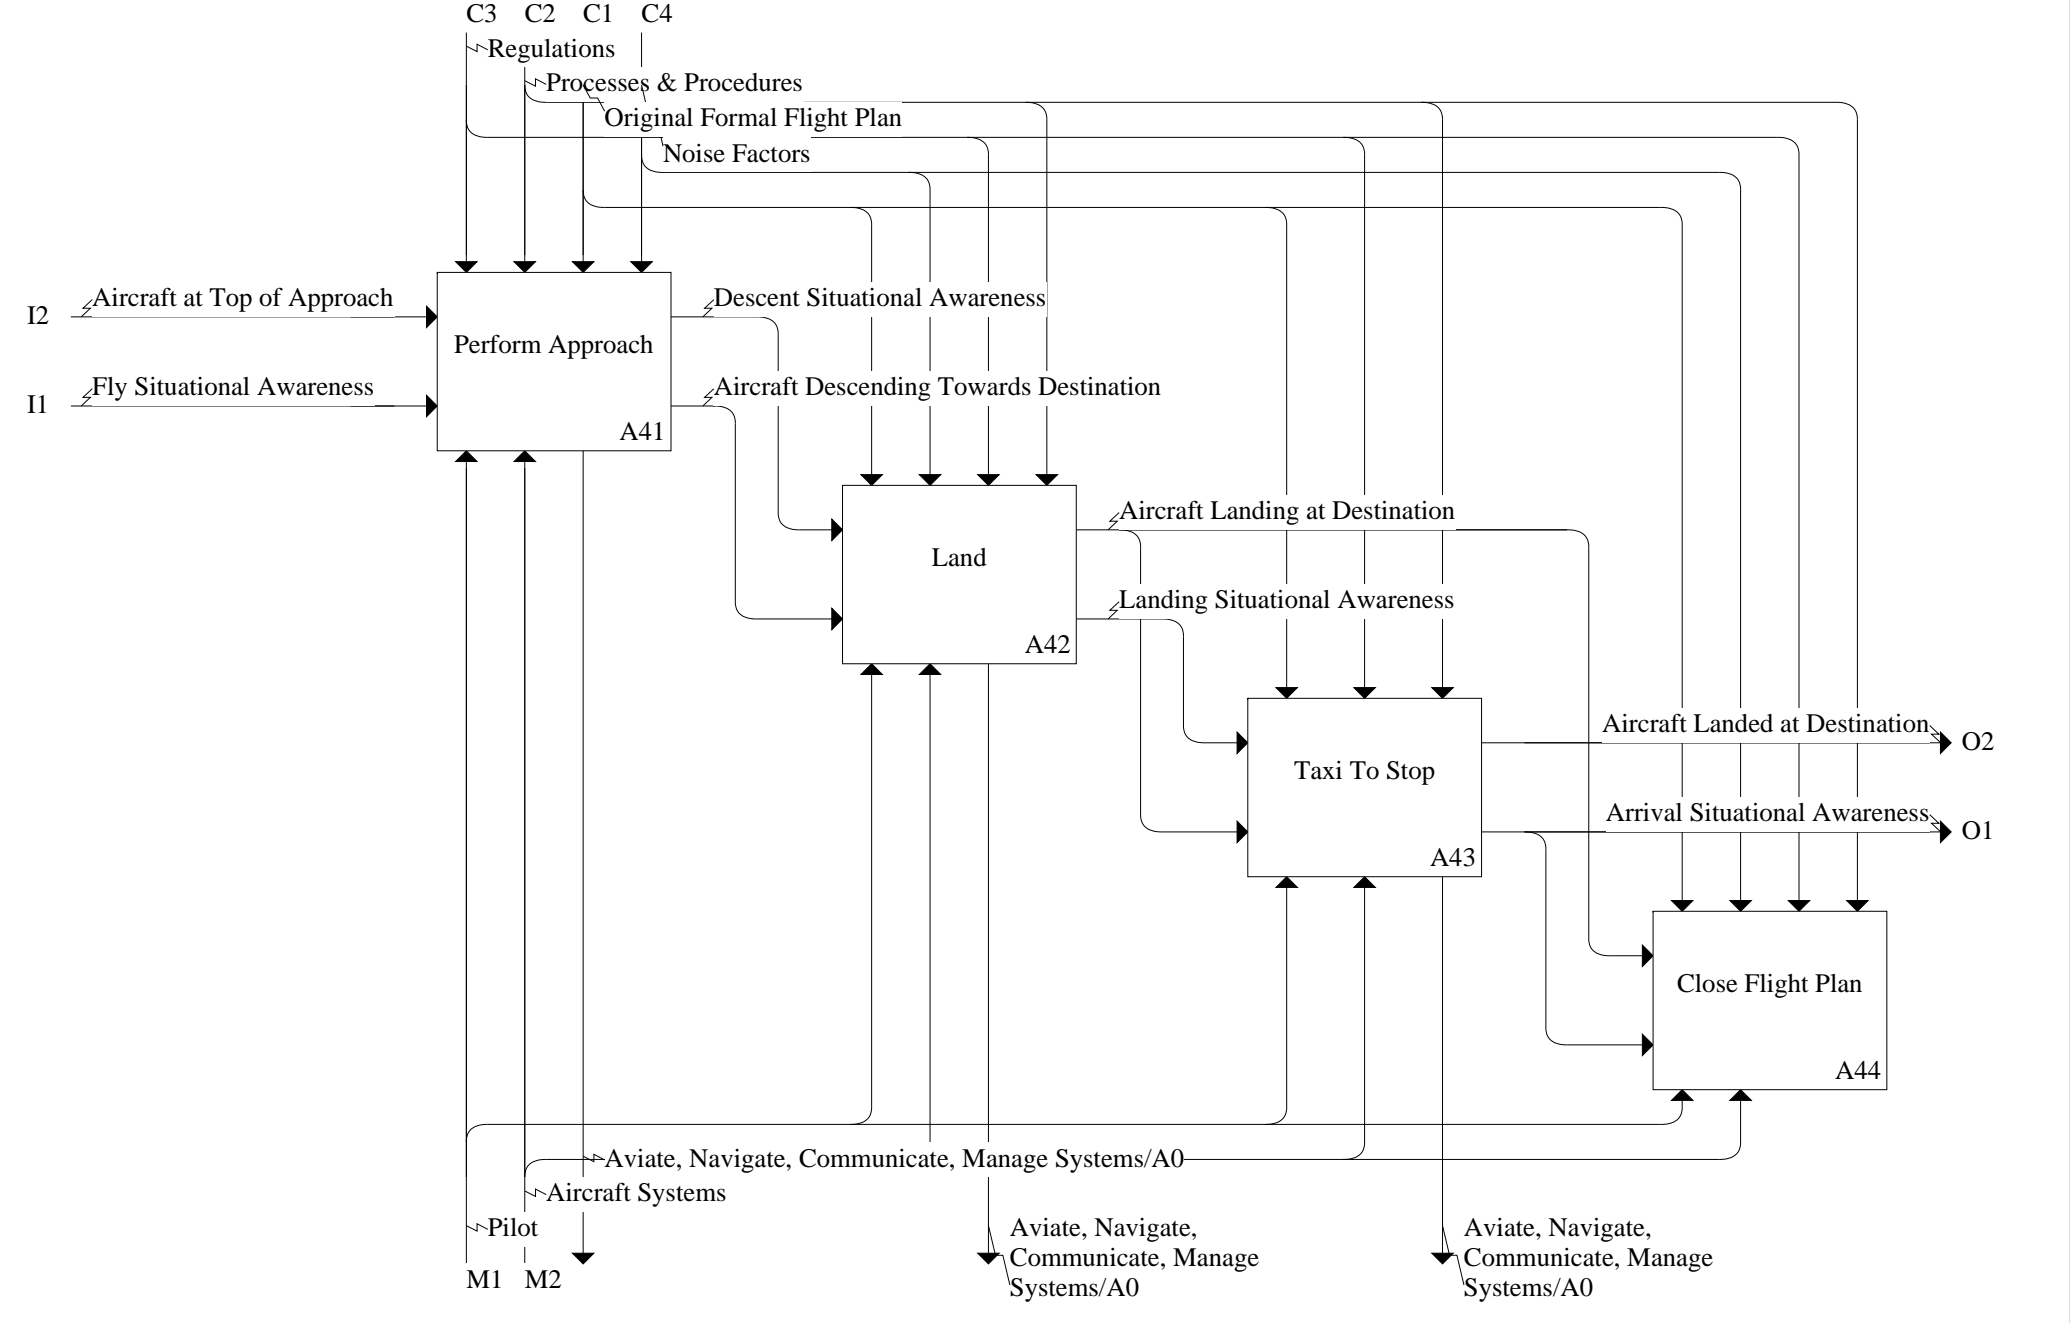 C3 C2 C1 C4
Regulations
Processes & Procedures
Original Formal Flight Plan
Noise Factors
Aircraft at Top of Approach
I2
Fly Situational Awareness
I1
Perform Approach
A41
Descent Situational Awareness
Aircraft Descending Towards Destination
Land
A42
Aircraft Landing at Destination
Landing Situational Awareness
Taxi To Stop
A43
Aircraft Landed at Destination
O2
Arrival Situational Awareness
O1
Close Flight Plan
A44
Aviate, Navigate, Communicate, Manage Systems/A0
Aircraft Systems
Pilot
M1 M2
Aviate, Navigate,
Communicate, Manage
Systems/A0
Aviate, Navigate,
Communicate, Manage
Systems/A0